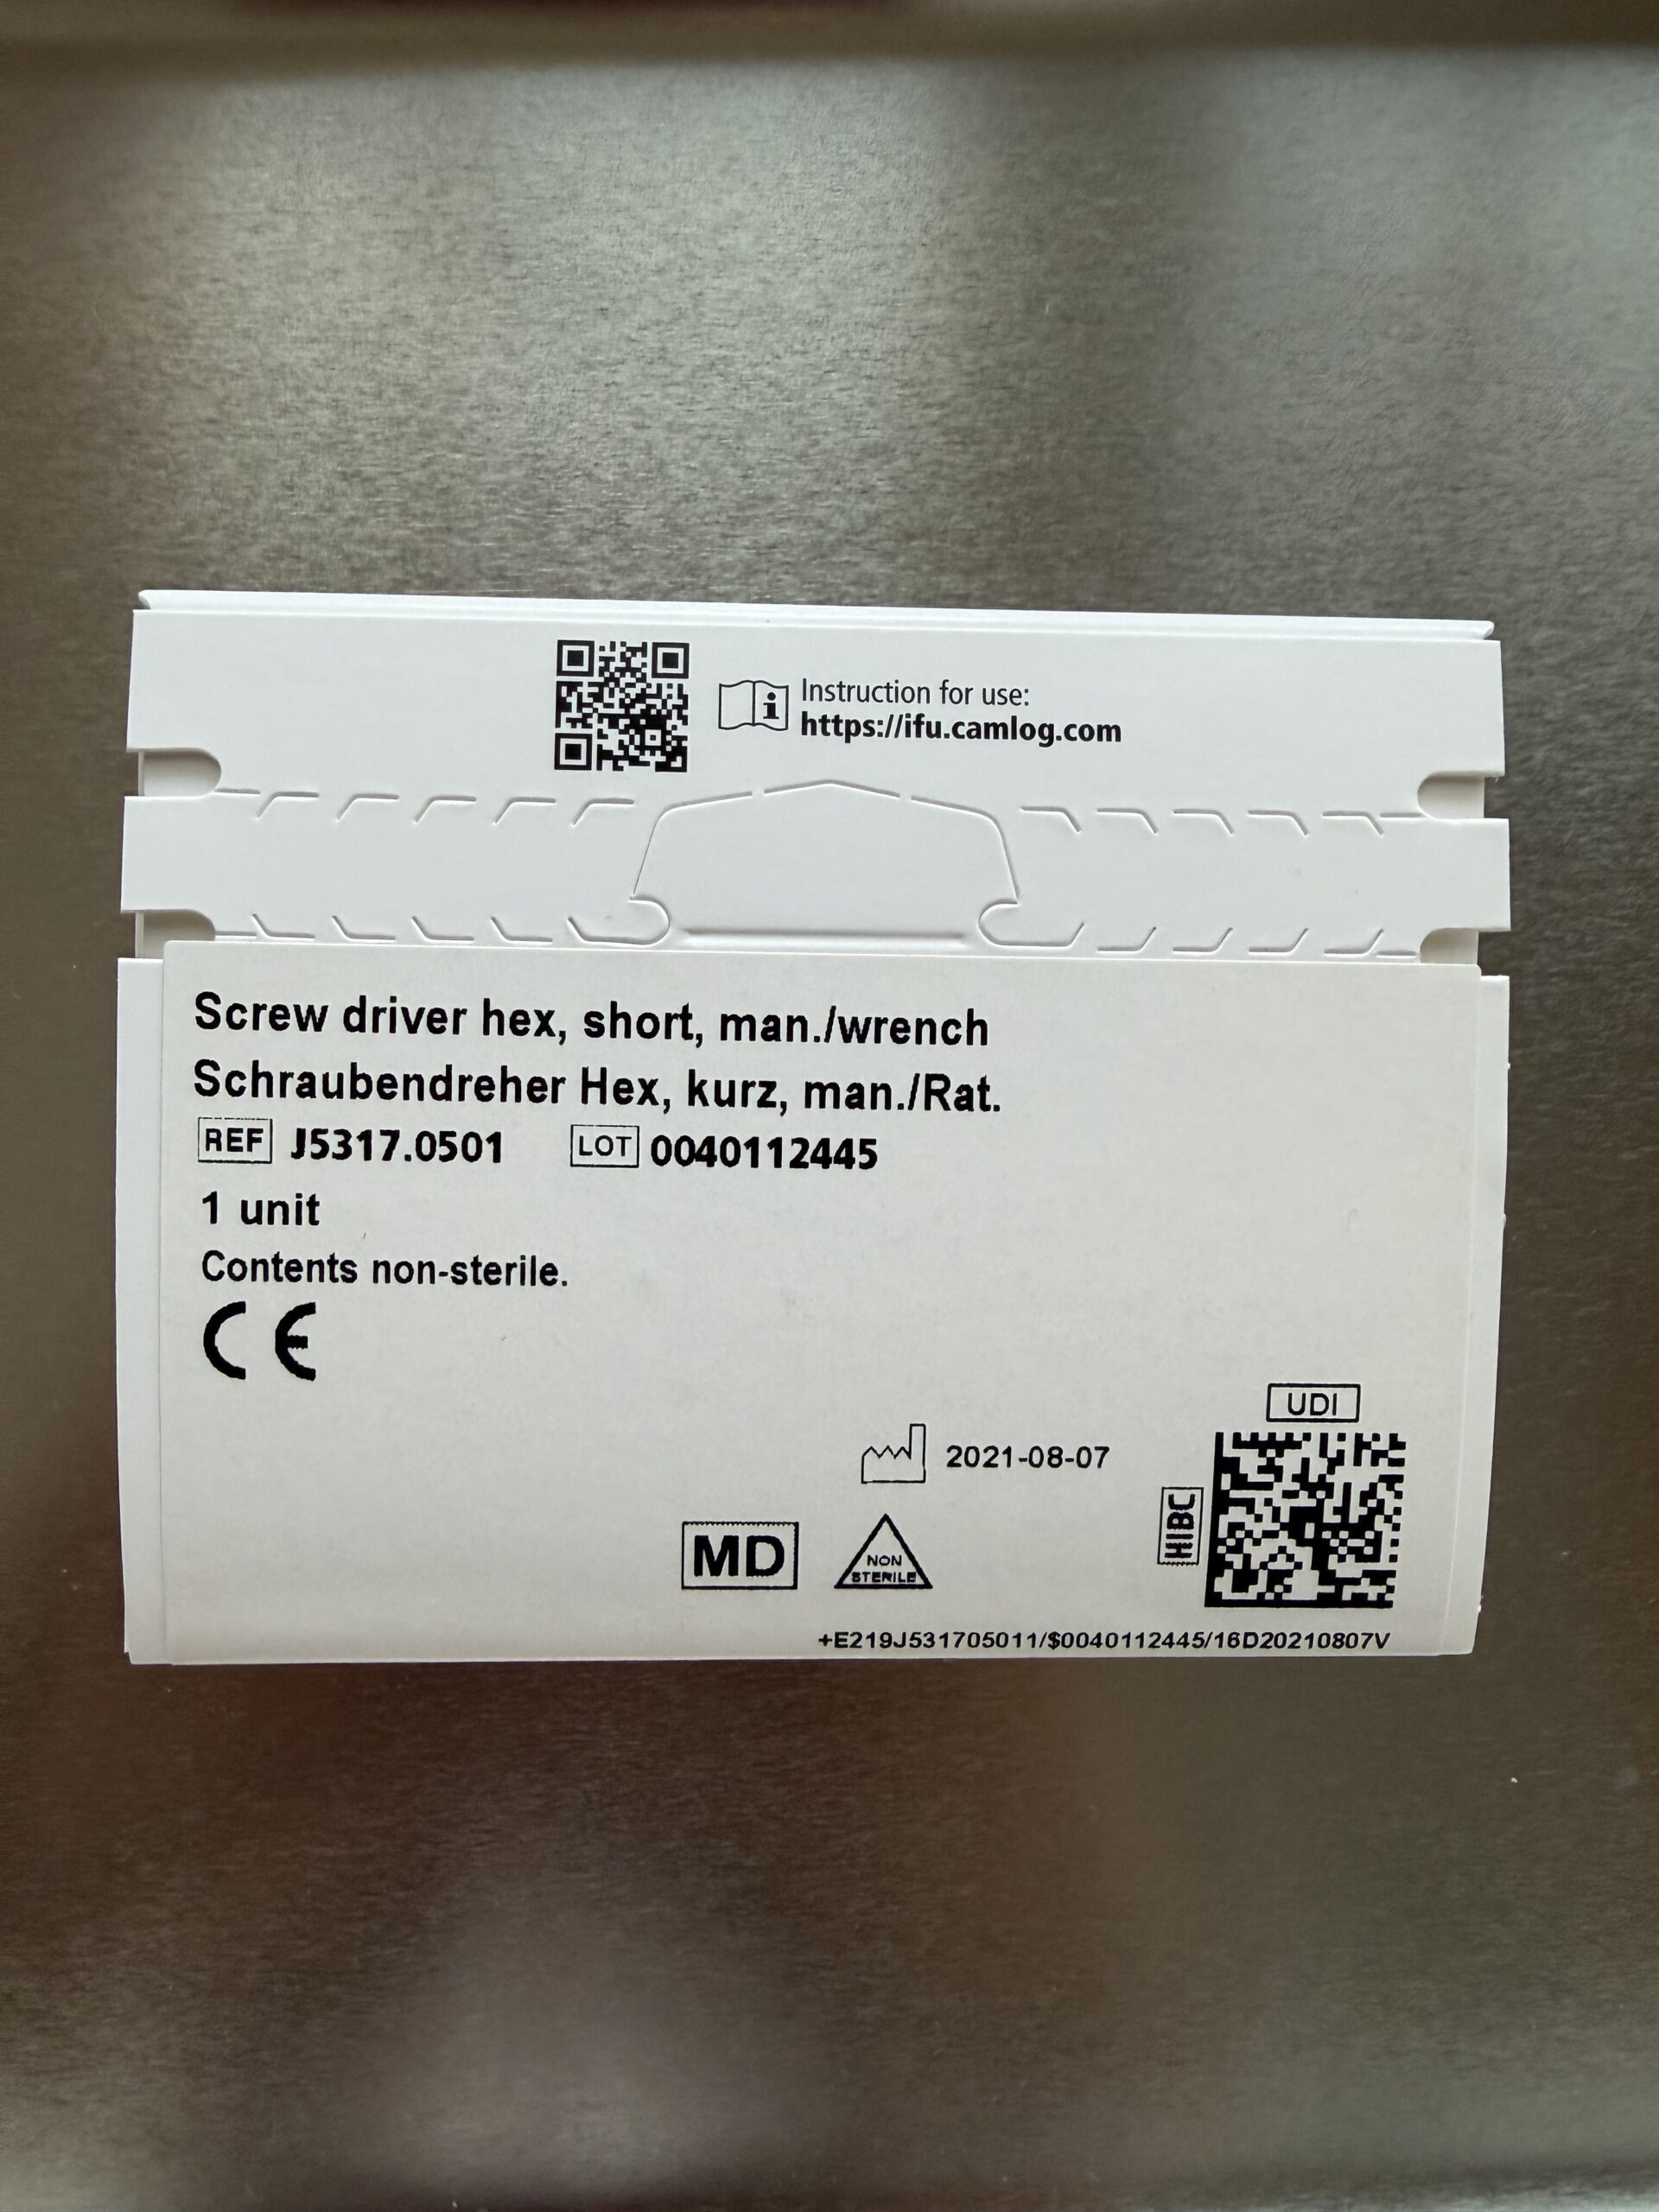 Instruction for use:
https://ifu.camlog.com
Screw driver hex, short, man./wrench
Schraubendreher Hex, kurz, man./Rat.
REF J5317.0501 LOT 0040112445
1 unit
Contents non-sterile.
CE
UDI
2021-08-07
HIBC
MD
NON
STERILE
+E219J531705011/$0040112445/16D20210807V